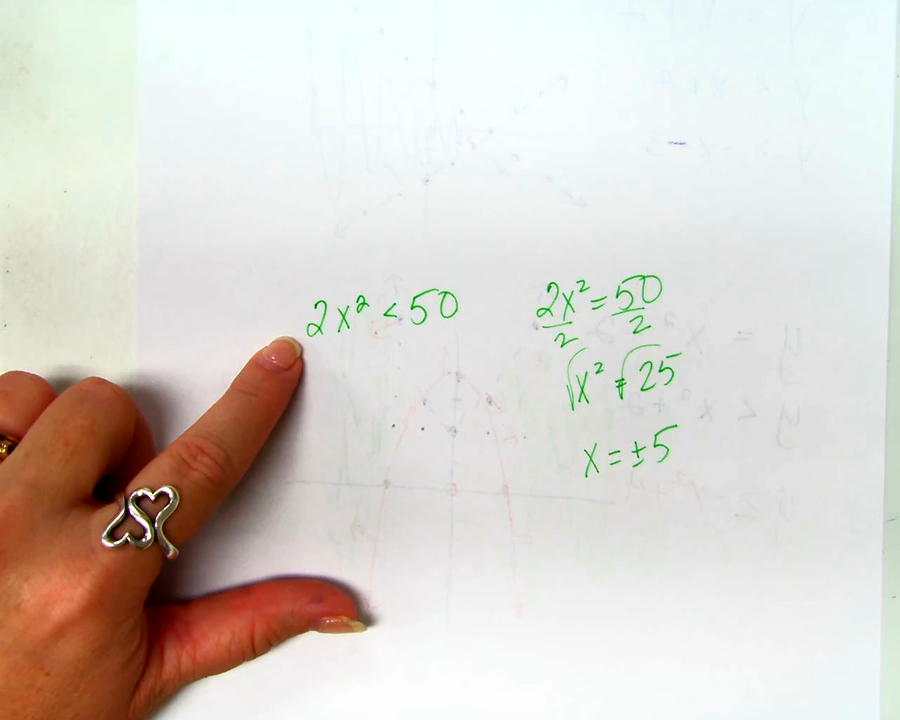 2x² < 50
2x² = 50
2 2
√x² = √25
x = ±5